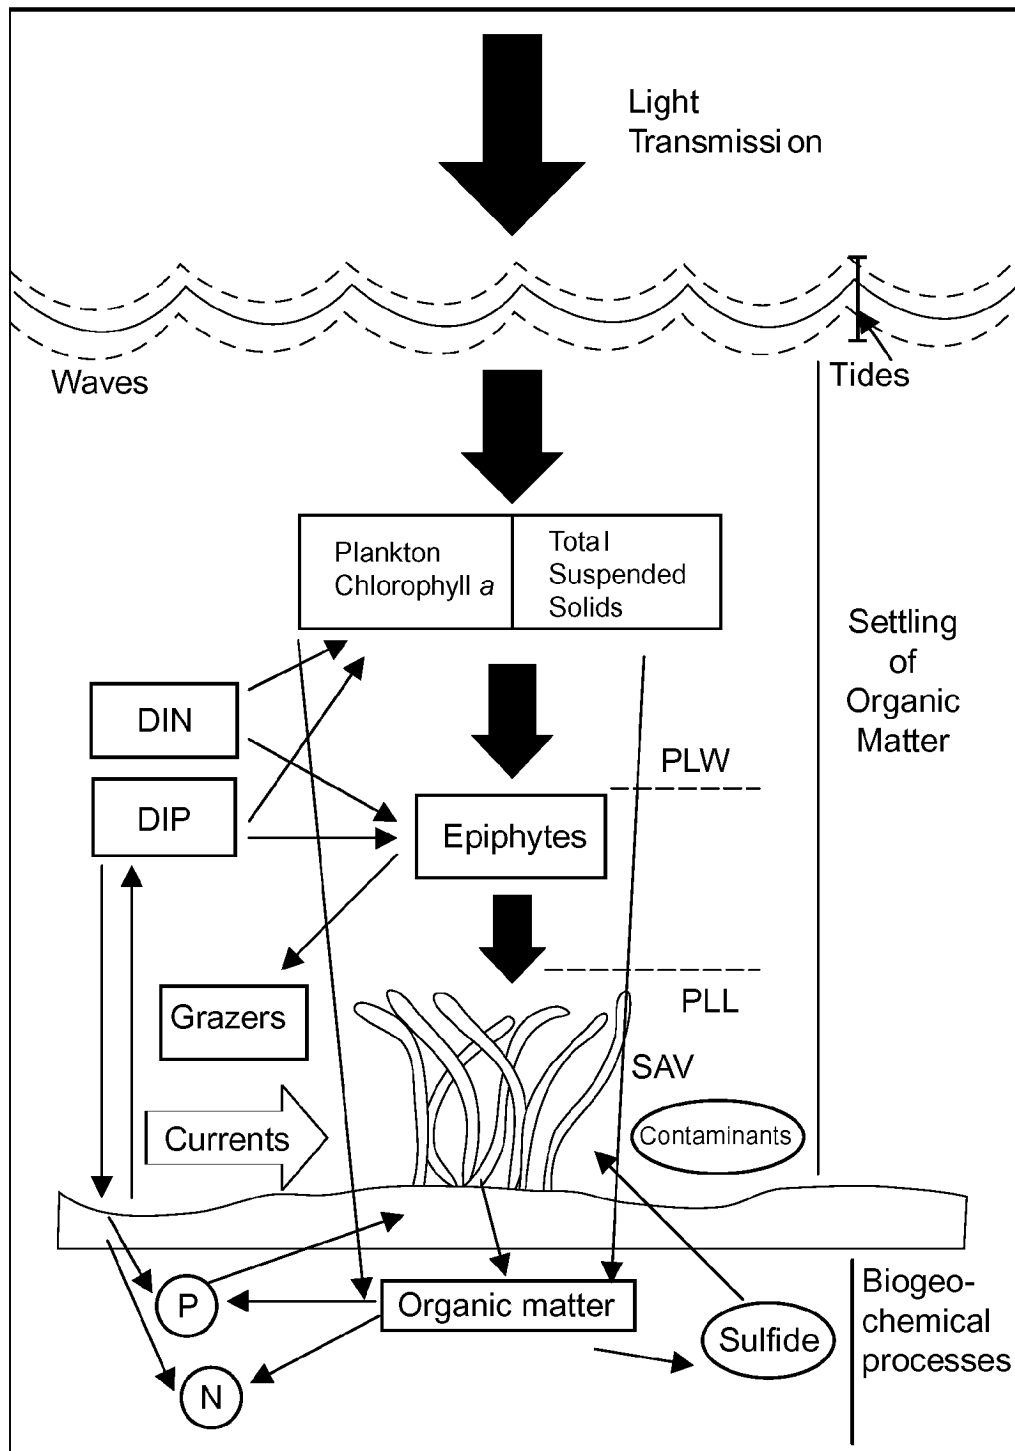 Light
Transmission
Waves
Tides
Plankton
Chlorophyll a
Total
Suspended
Solids
Settling
of
Organic
Matter
DIN
PLW
DIP
Epiphytes
Grazers
PLL
SAV
Currents
Contaminants
P
Organic matter
Sulfide
Biogeo-
chemical
processes
N